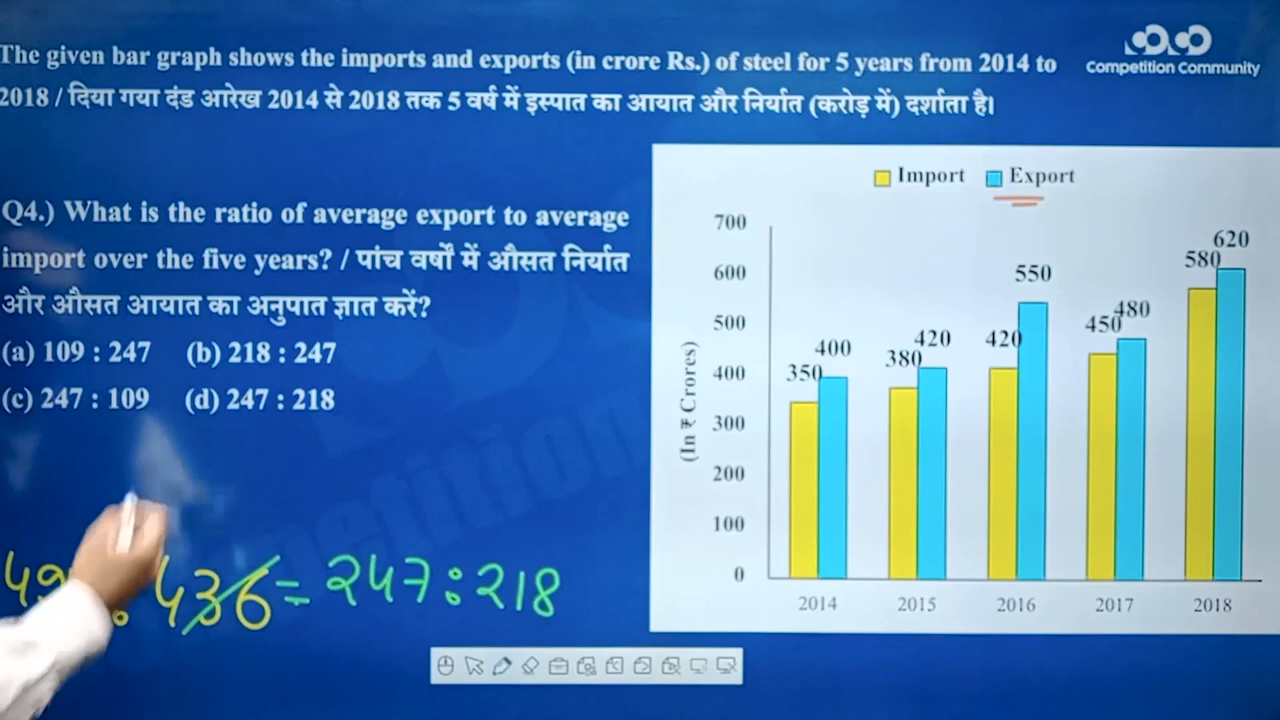 The given bar graph shows the imports and exports (in crore Rs.) of steel for 5 years from 2014 to
2018 / दिया गया दंड आरेख 2014 से 2018 तक 5 वर्ष में इस्पात का आयात और निर्यात (करोड़ में) दर्शाता है।
Competition Community
Q4.) What is the ratio of average export to average
import over the five years? / पांच वर्षों में औसत निर्यात
और औसत आयात का अनुपात ज्ञात करें?
(a) 109 : 247 (b) 218 : 247
(c) 247 : 109 (d) 247 : 218
: 436 = 247 : 218
Import Export
(In ₹ Crores)
700
600
500
400
300
200
100
0
350 400 380 420 420 550 450 480 580 620
2014 2015 2016 2017 2018